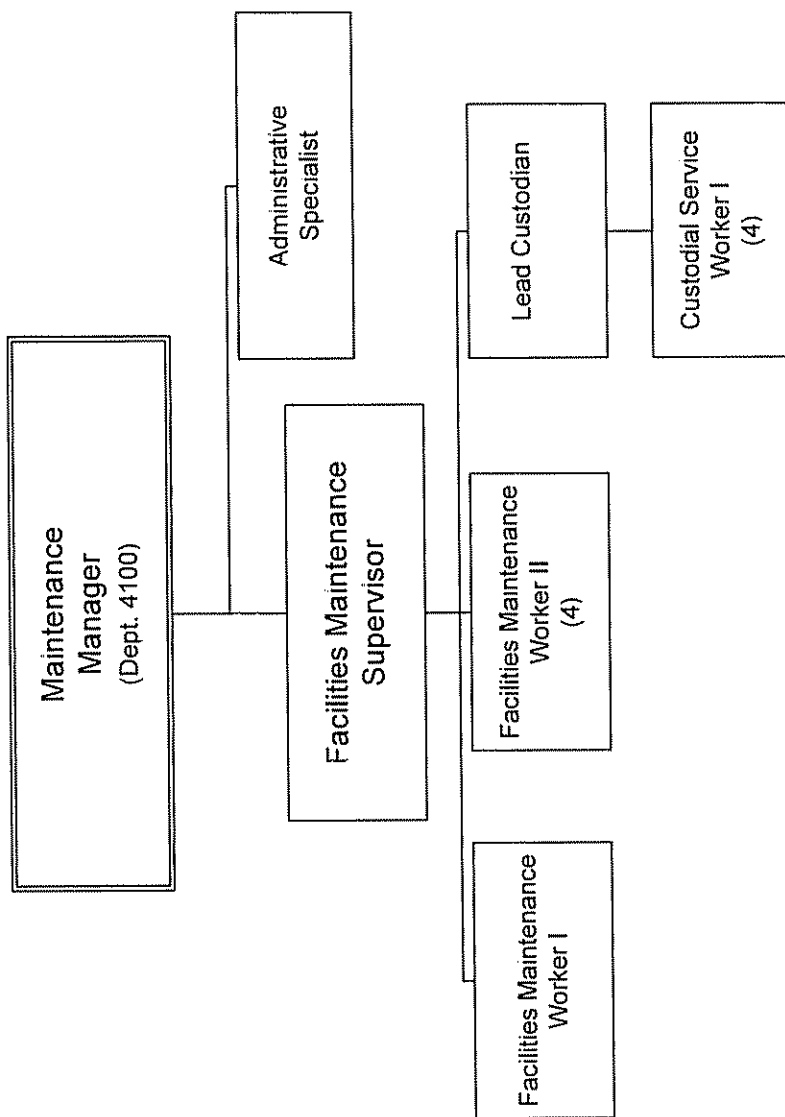 Maintenance
Manager
(Dept. 4100)
Administrative
Specialist
Facilities Maintenance
Supervisor
Facilities Maintenance
Worker I
Facilities Maintenance
Worker II
(4)
Lead Custodian
Custodial Service
Worker I
(4)